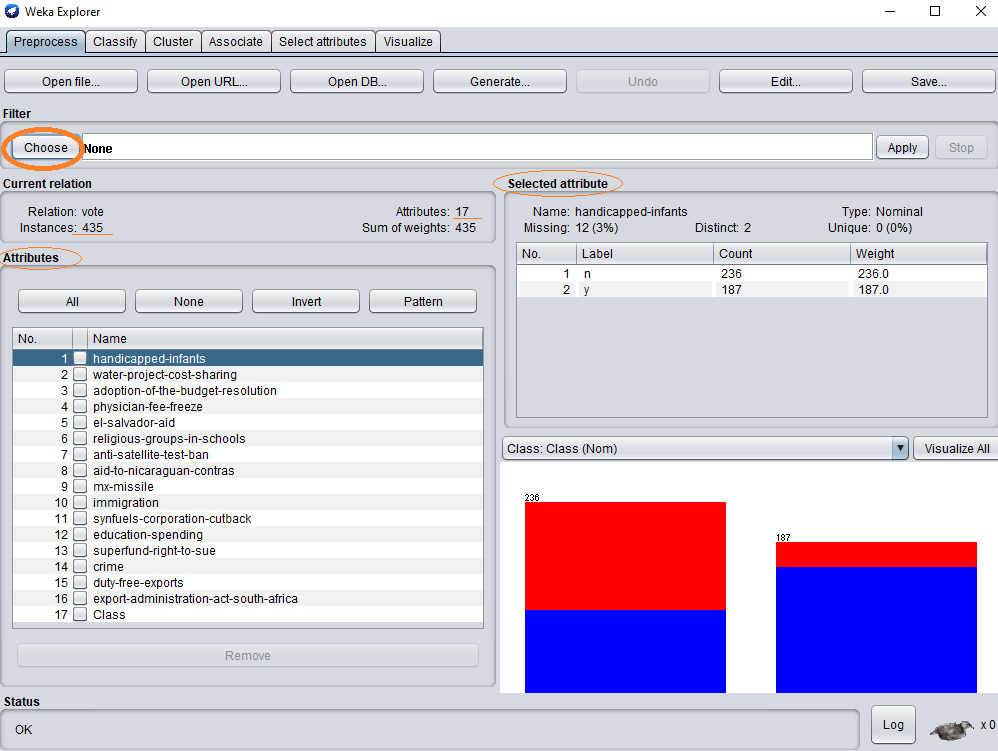 Weka Explorer
Preprocess Classify Cluster Associate Select attributes Visualize
Open file... Open URL... Open DB... Generate... Undo Edit... Save...
Filter
Choose None Apply Stop
Current relation
Relation: vote Attributes: 17
Instances: 435 Sum of weights: 435
Selected attribute
Name: handicapped-infants Type: Nominal
Missing: 12 (3%) Distinct: 2 Unique: 0 (0%)
No. Label Count Weight
1 n 236 236.0
2 y 187 187.0
Attributes
All None Invert Pattern
No. Name
1 handicapped-infants
2 water-project-cost-sharing
3 adoption-of-the-budget-resolution
4 physician-fee-freeze
5 el-salvador-aid
6 religious-groups-in-schools
7 anti-satellite-test-ban
8 aid-to-nicaraguan-contras
9 mx-missile
10 immigration
11 synfuels-corporation-cutback
12 education-spending
13 superfund-right-to-sue
14 crime
15 duty-free-exports
16 export-administration-act-south-africa
17 Class
Remove
Class: Class (Nom) Visualize All
236
187
Status
OK
Log x 0